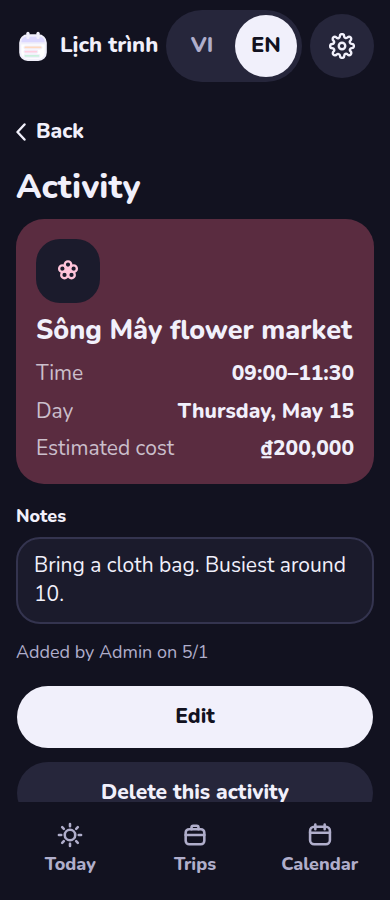 Lịch trình
VI
EN
Back
Activity
Sông Mây flower market
Time 09:00–11:30
Day Thursday, May 15
Estimated cost ₫200,000
Notes
Bring a cloth bag. Busiest around
10.
Added by Admin on 5/1
Edit
Delete this activity
Today
Trips
Calendar